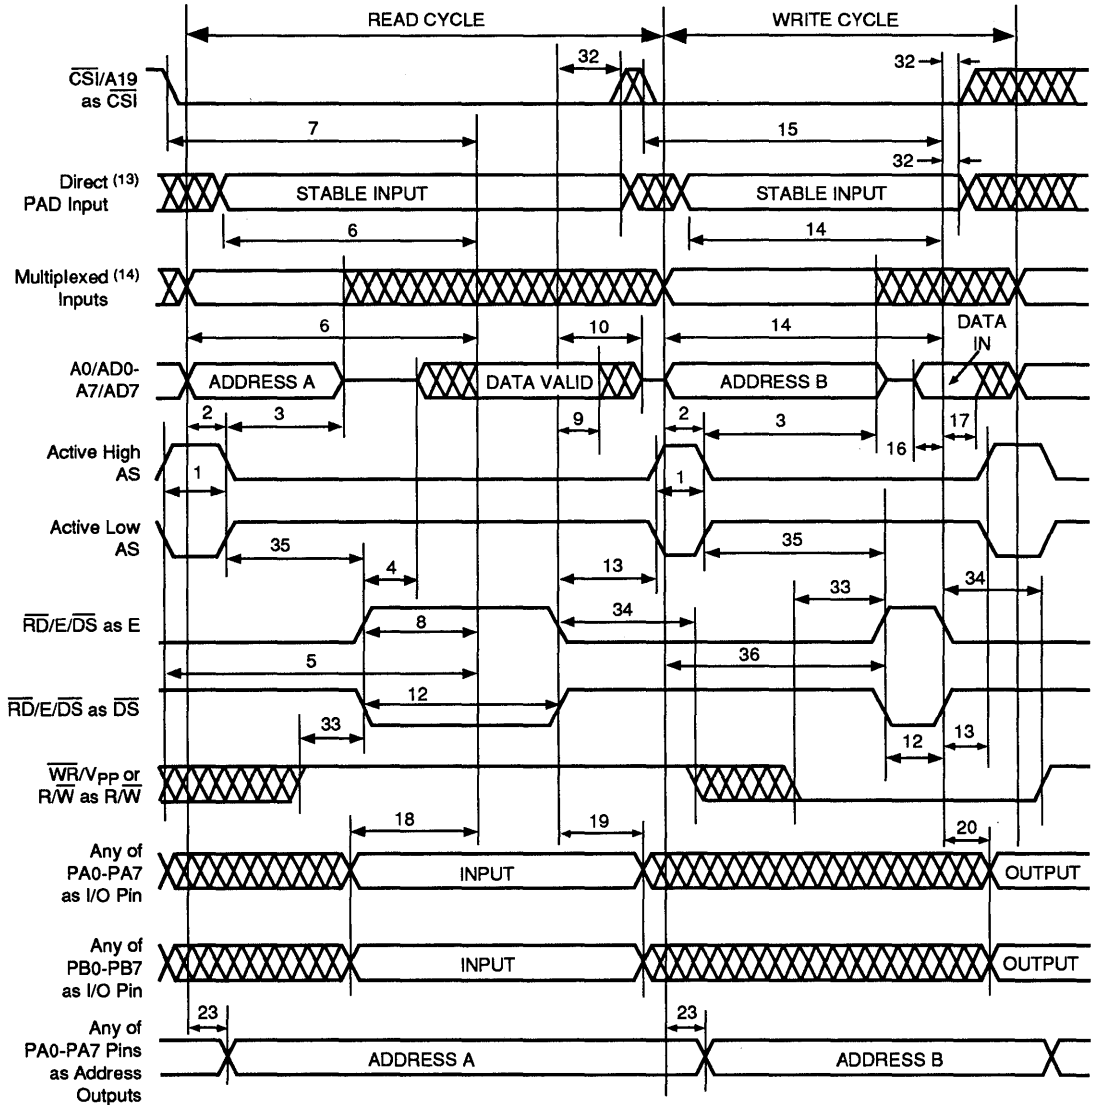 READ CYCLE WRITE CYCLE
32 32
CSI/A19
as CSI
7 15
32
Direct (13)
PAD Input
STABLE INPUT STABLE INPUT
6 14
Multiplexed (14)
Inputs
6 10 14 DATA
IN
A0/AD0-
A7/AD7
ADDRESS A DATA VALID ADDRESS B
2 3 9 2 3 16 17
Active High
AS
1 1
Active Low
AS
35 4 13 35 34
33
RD/E/DS as E
8 34
5 36
RD/E/DS as DS
12
33 12 13
WR/VPP or
R/W as R/W
18 19 20
Any of
PA0-PA7
as I/O Pin
INPUT OUTPUT
Any of
PB0-PB7
as I/O Pin
INPUT OUTPUT
23 23
Any of
PA0-PA7 Pins
as Address
Outputs
ADDRESS A ADDRESS B